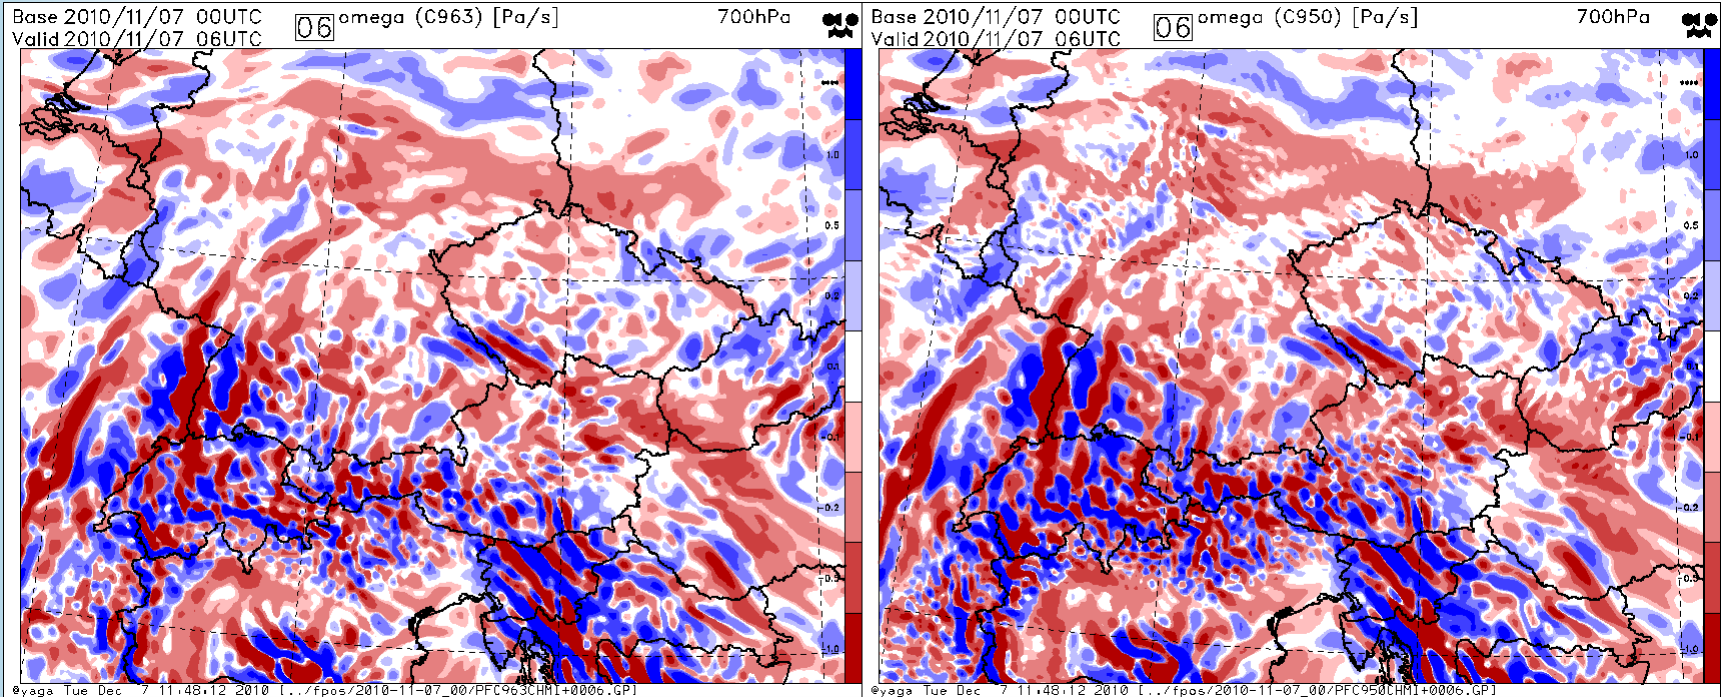 Base 2010/11/07 00UTC 06 omega (C963) [Pa/s] 700hPa
Valid 2010/11/07 06UTC
1.0
0.5
0.2
0.1
-0.1
-0.2
-0.5
-1.0
@yaga Tue Dec 7 11:48:12 2010 [../fpos/2010-11-07_00/PFC963CHMI+0006.GP]
Base 2010/11/07 00UTC 06 omega (C950) [Pa/s] 700hPa
Valid 2010/11/07 06UTC
1.0
0.5
0.2
0.1
-0.1
-0.2
-0.5
-1.0
@yaga Tue Dec 7 11:48:12 2010 [../fpos/2010-11-07_00/PFC950CHMI+0006.GP]